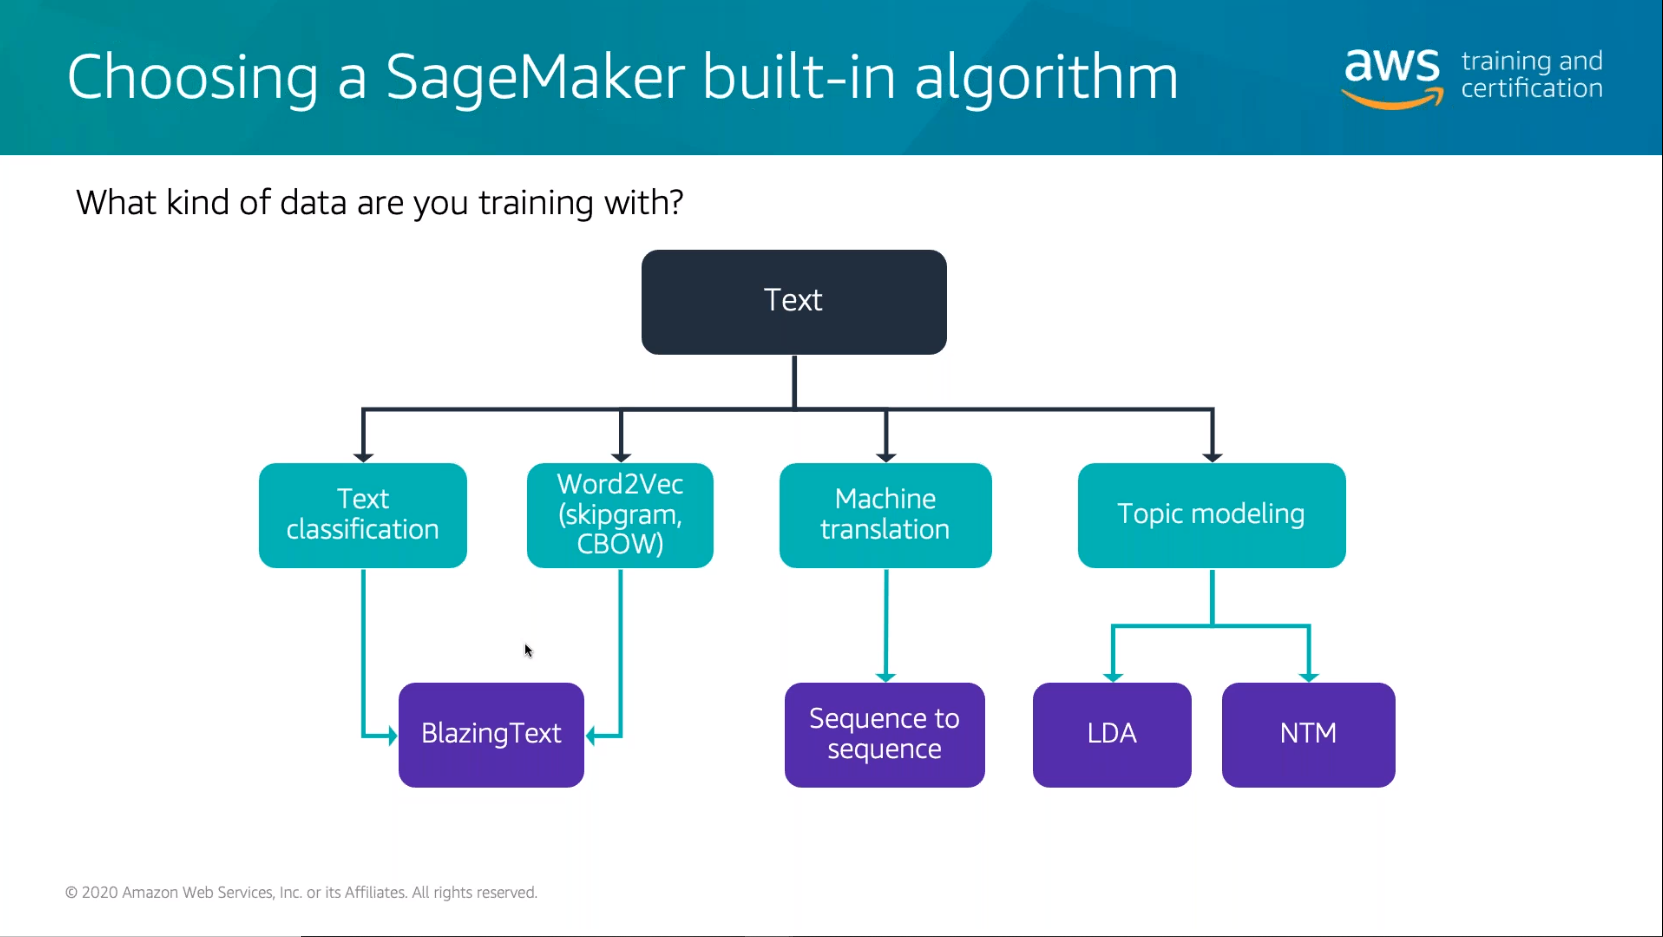 Choosing a SageMaker built-in algorithm
aws
training and
certification
What kind of data are you training with?
Text
Text
classification
Word2Vec
(skipgram,
CBOW)
Machine
translation
Topic modeling
BlazingText
Sequence to
sequence
LDA
NTM
© 2020 Amazon Web Services, Inc. or its Affiliates. All rights reserved.